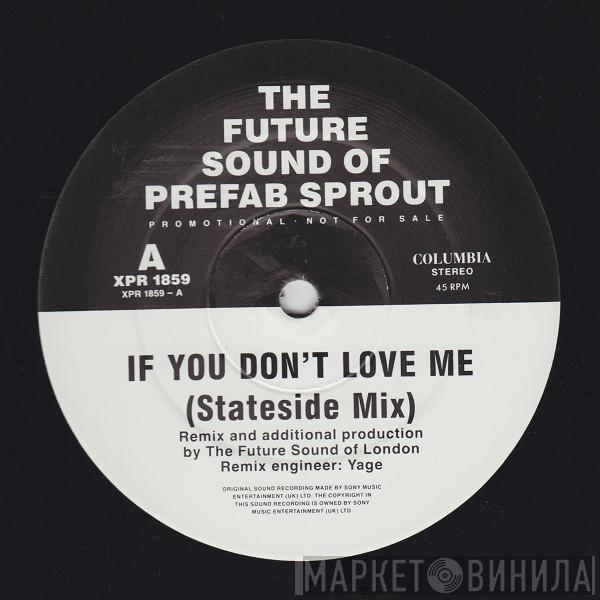 THE
FUTURE
SOUND OF
PREFAB SPROUT
PROMOTIONAL · NOT FOR SALE
A
XPR 1859
XPR 1859 – A
COLUMBIA
STEREO
45 RPM
IF YOU DON'T LOVE ME
(Stateside Mix)
Remix and additional production
by The Future Sound of London
Remix engineer: Yage
ORIGINAL SOUND RECORDING MADE BY SONY MUSIC
ENTERTAINMENT (UK) LTD. THE COPYRIGHT IN
THIS SOUND RECORDING IS OWNED BY SONY
MUSIC ENTERTAINMENT (UK) LTD.
МАРКЕТ ВИНИЛА